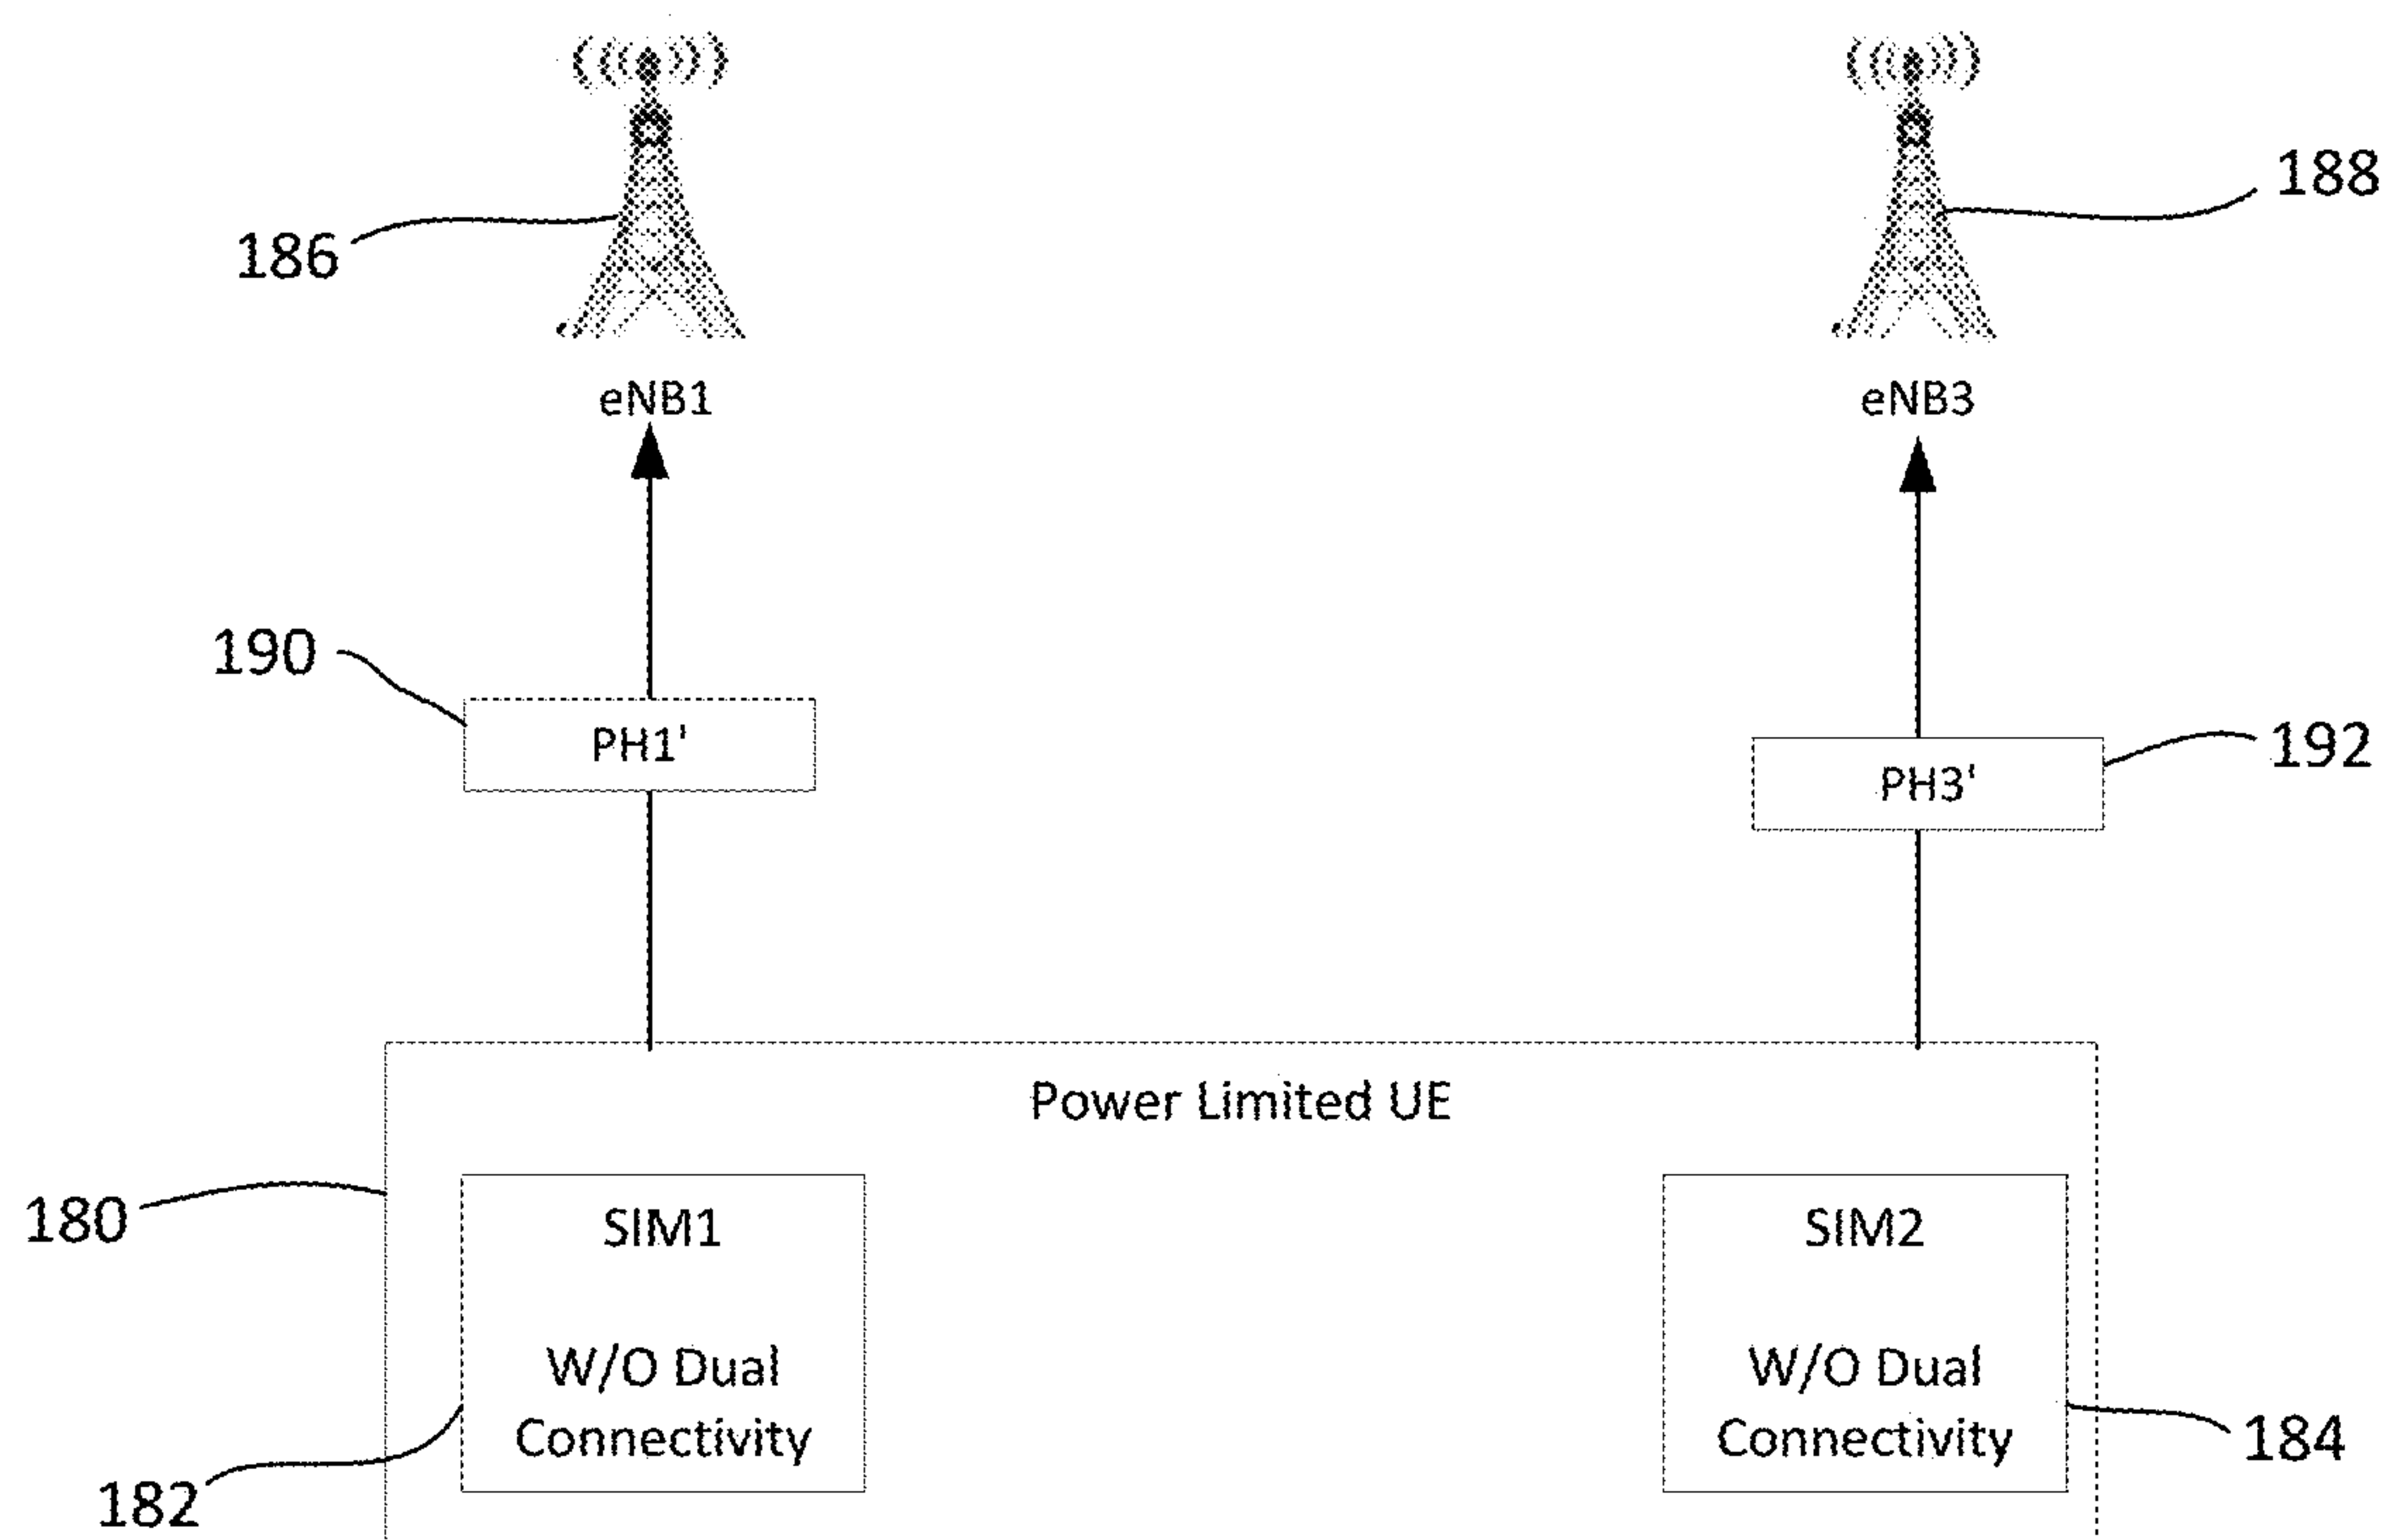 188
186
eNB1
eNB3
190
PH1'
192
PH3'
Power Limited UE
180
SIM1
SIM2
W/O Dual
Connectivity
W/O Dual
Connectivity
184
182